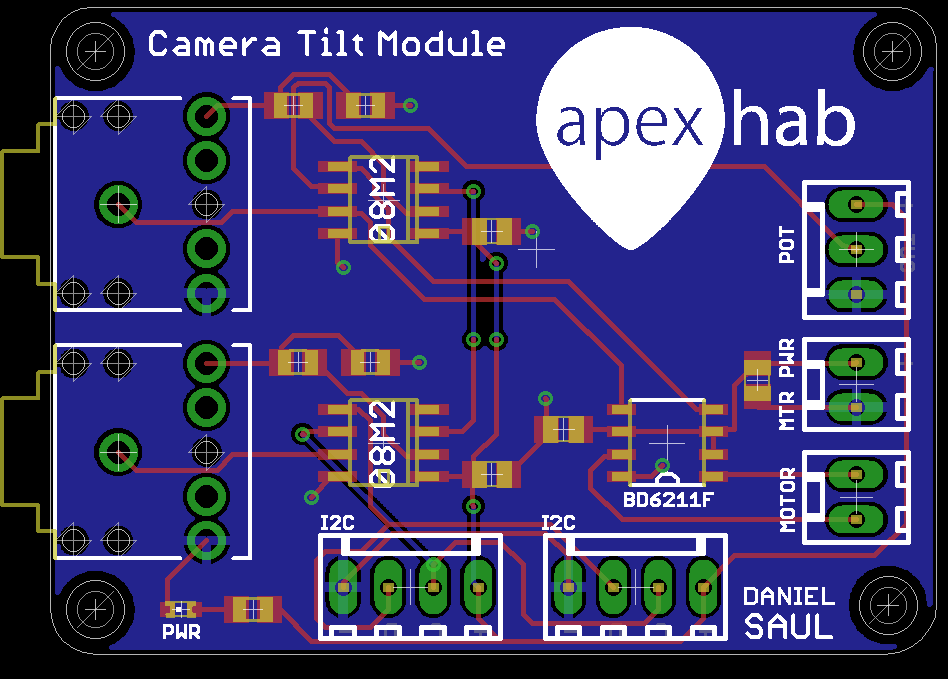 Camera Tilt Module
apex hab
08M2
POT
MTR PWR
08M2
MOTOR
BD6211F
I2C
I2C
PWR
DANIEL
SAUL